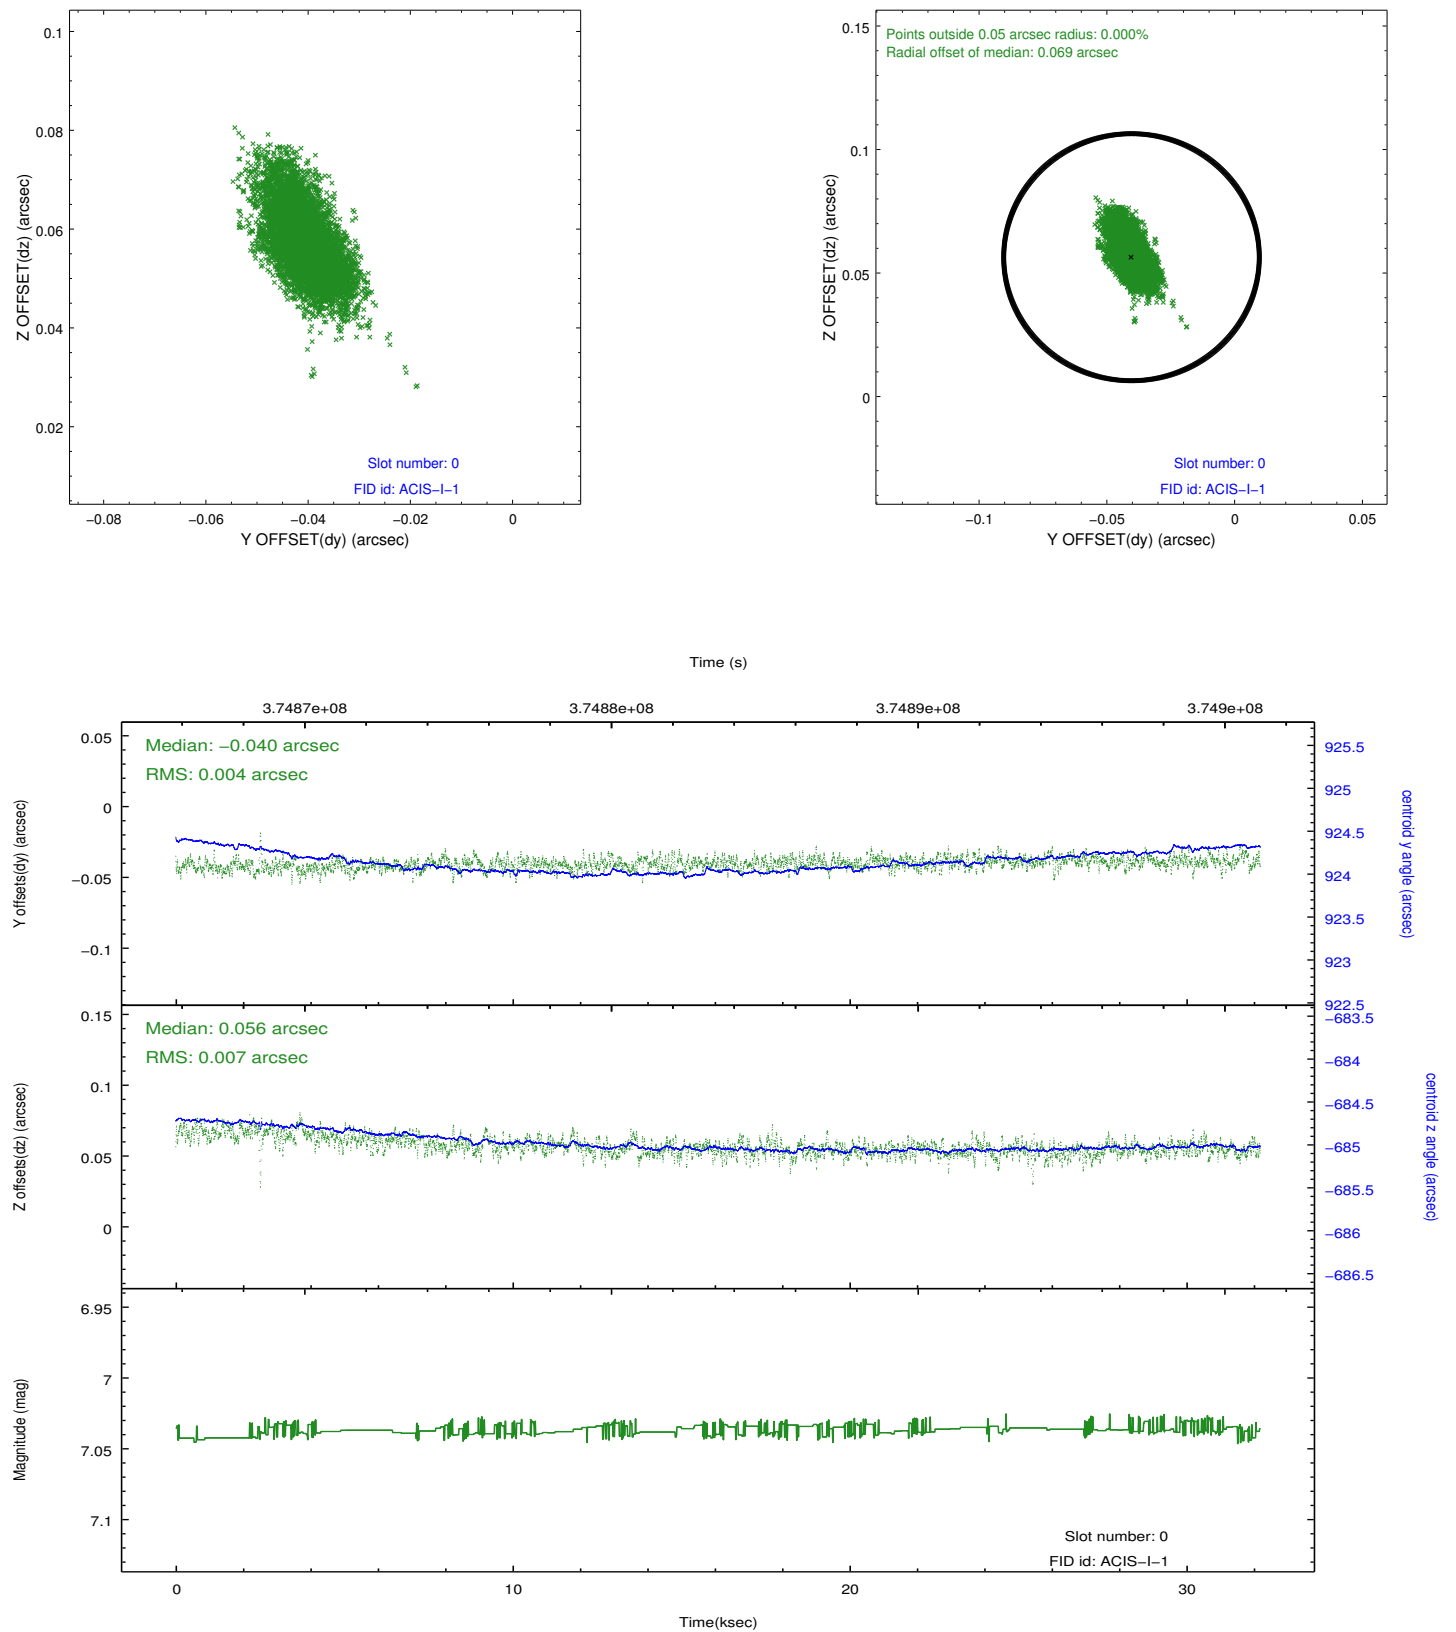 0.1
0.08
0.06
0.04
0.02
Z OFFSET(dz) (arcsec)
Slot number: 0
FID id: ACIS−I−1
−0.08 −0.06 −0.04 −0.02 0
Y OFFSET(dy) (arcsec)
Points outside 0.05 arcsec radius: 0.000%
Radial offset of median: 0.069 arcsec
0.15
0.1
0.05
0
Z OFFSET(dz) (arcsec)
Slot number: 0
FID id: ACIS−I−1
−0.1 −0.05 0 0.05
Y OFFSET(dy) (arcsec)
Time (s)
3.7487e+08 3.7488e+08 3.7489e+08 3.749e+08
Median: −0.040 arcsec
RMS: 0.004 arcsec
0.05
0
−0.05
−0.1
Y offsets(dy) (arcsec)
925.5
925
924.5
924
923.5
923
922.5
centroid y angle (arcsec)
Median: 0.056 arcsec
RMS: 0.007 arcsec
0.15
0.1
0.05
0
Z offsets(dz) (arcsec)
−683.5
−684
−684.5
−685
−685.5
−686
−686.5
centroid z angle (arcsec)
6.95
7
7.05
7.1
Magnitude (mag)
Slot number: 0
FID id: ACIS−I−1
0 10 20 30
Time(ksec)